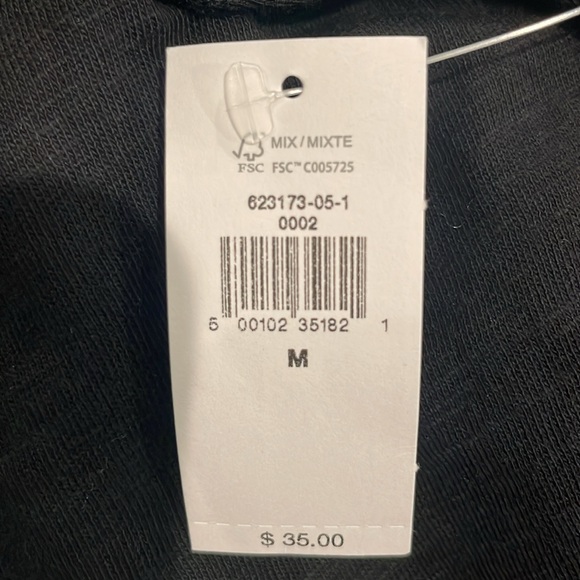 MIX/MIXTE
FSC FSC™ C005725
623173-05-1
0002
5 00102 35182 1
M
$ 35.00